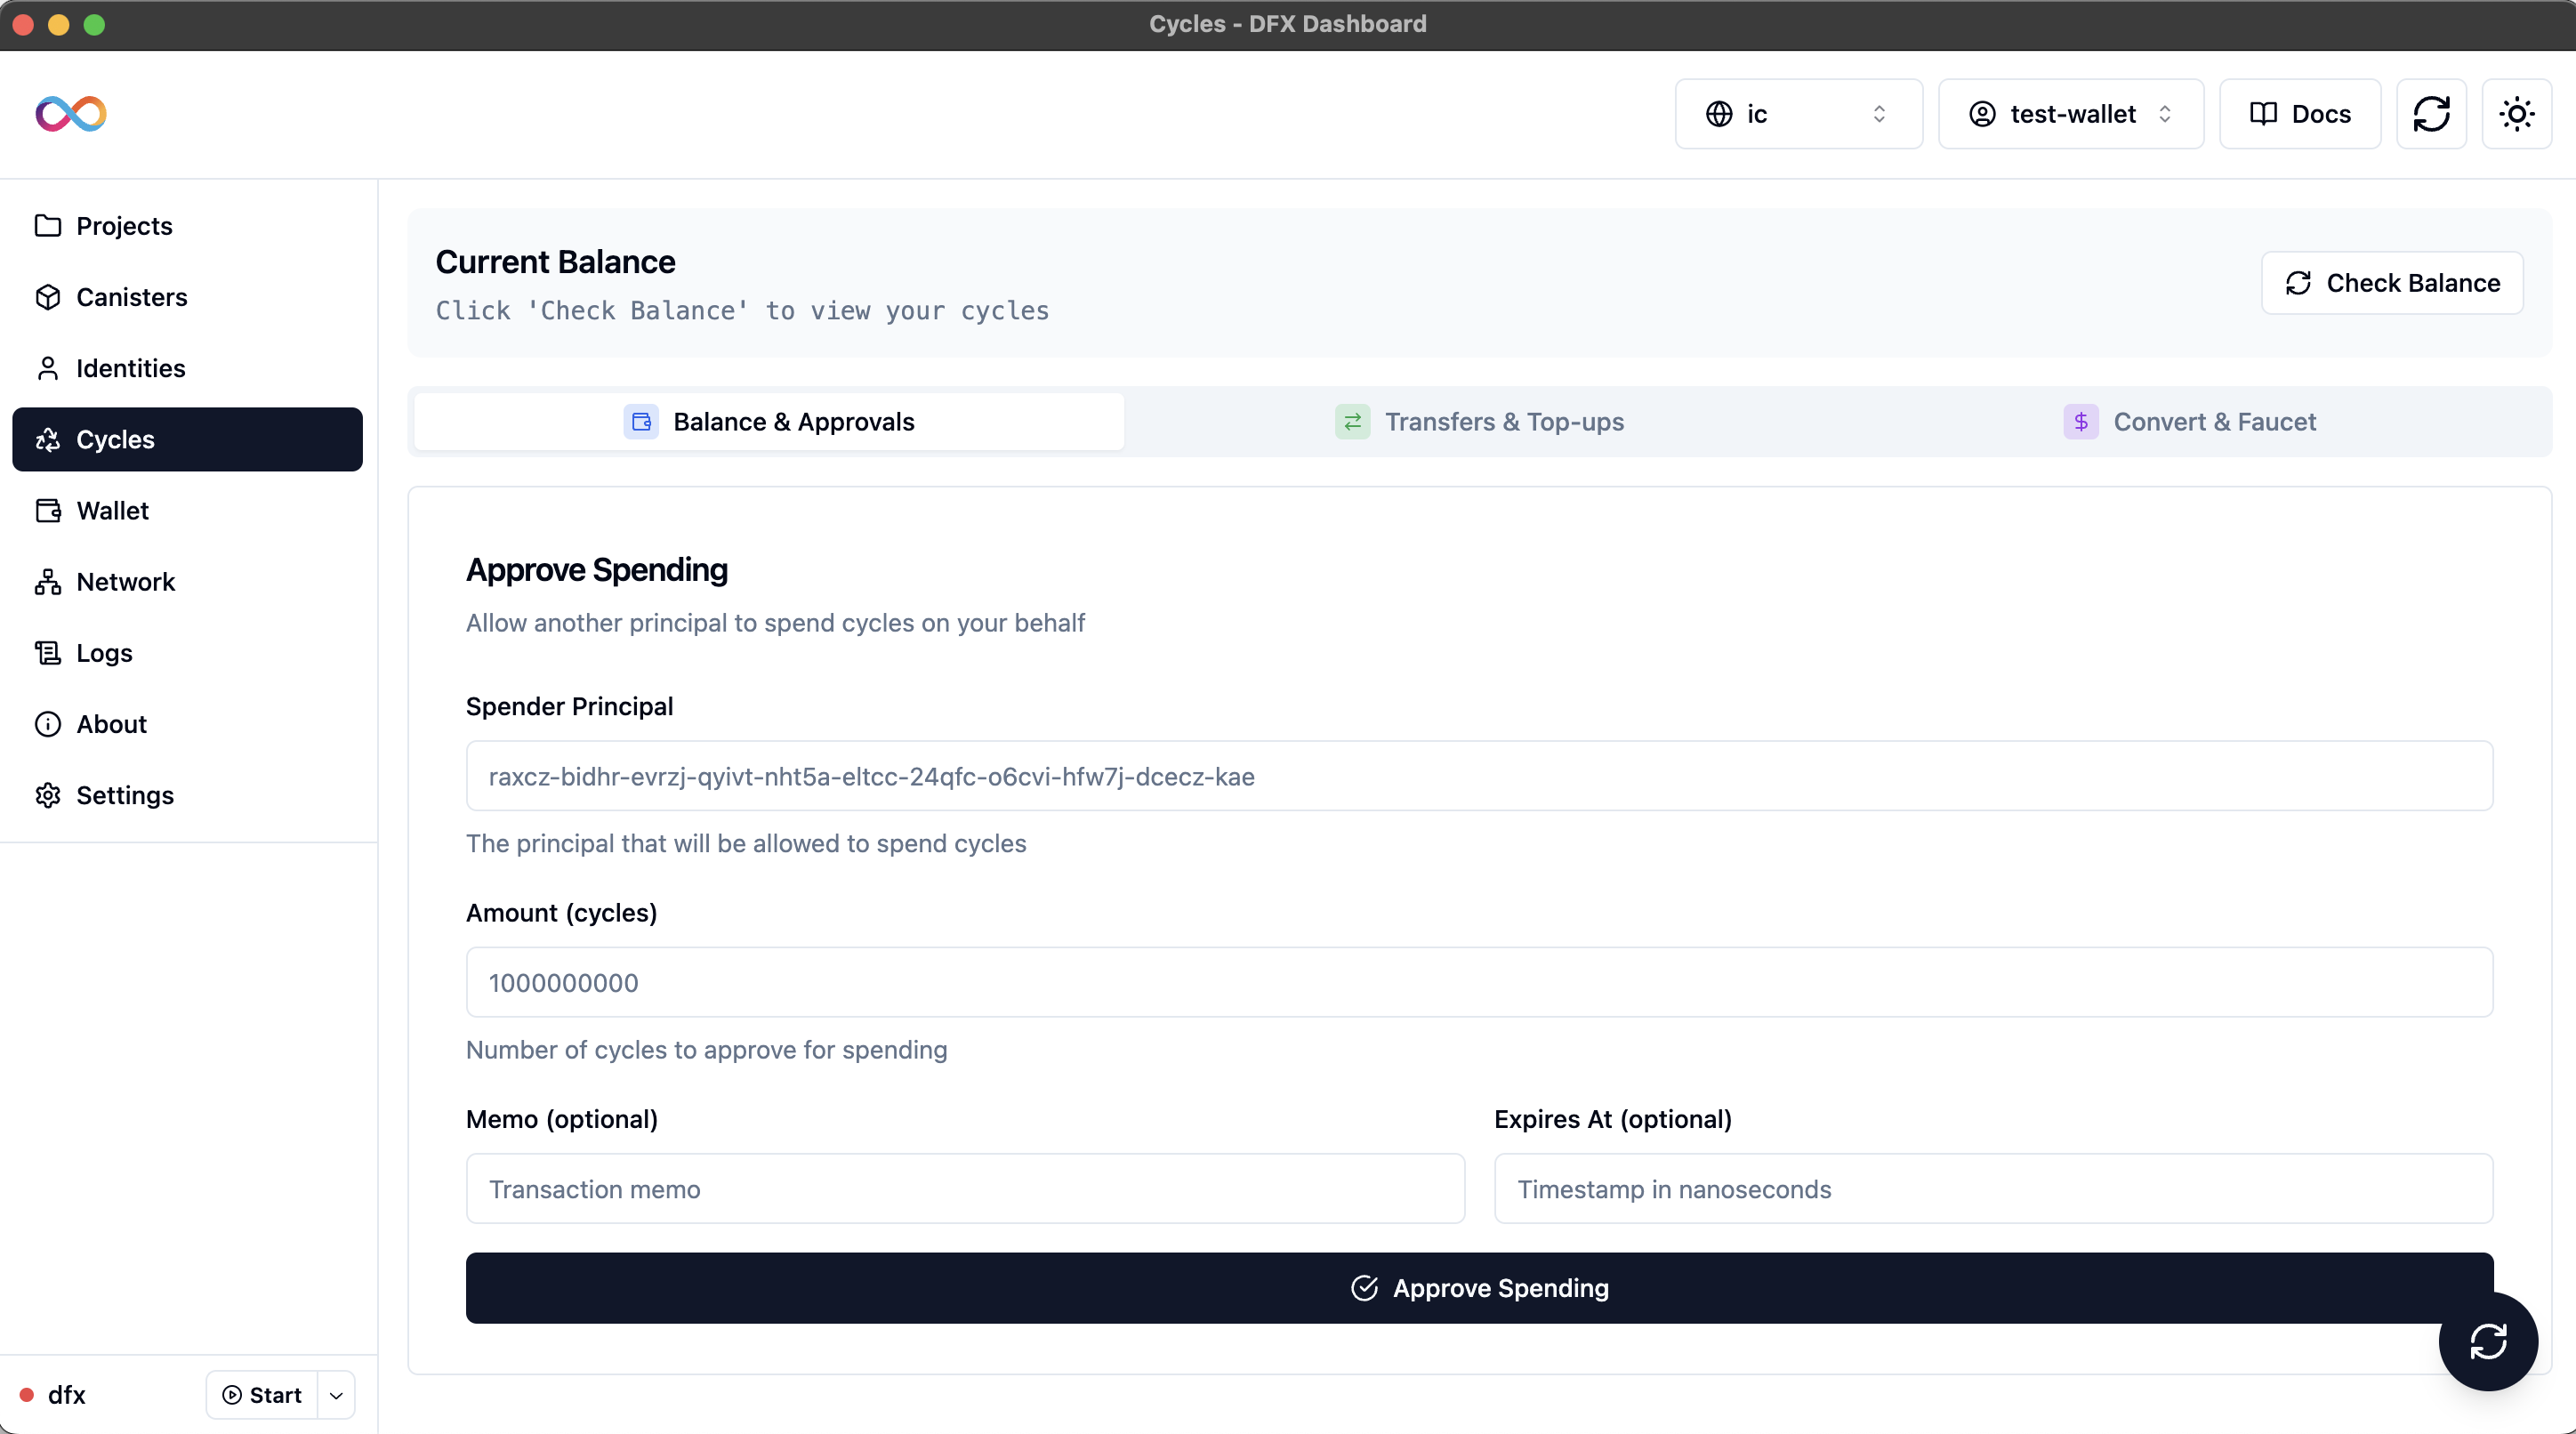 Cycles - DFX Dashboard
ic
test-wallet
Docs
Projects
Canisters
Identities
Cycles
Wallet
Network
Logs
About
Settings
dfx
Start
Current Balance
Click 'Check Balance' to view your cycles
Check Balance
Balance & Approvals
Transfers & Top-ups
Convert & Faucet
Approve Spending
Allow another principal to spend cycles on your behalf
Spender Principal
raxcz-bidhr-evrzj-qyivt-nht5a-eltcc-24qfc-o6cvi-hfw7j-dcecz-kae
The principal that will be allowed to spend cycles
Amount (cycles)
1000000000
Number of cycles to approve for spending
Memo (optional)
Transaction memo
Expires At (optional)
Timestamp in nanoseconds
Approve Spending